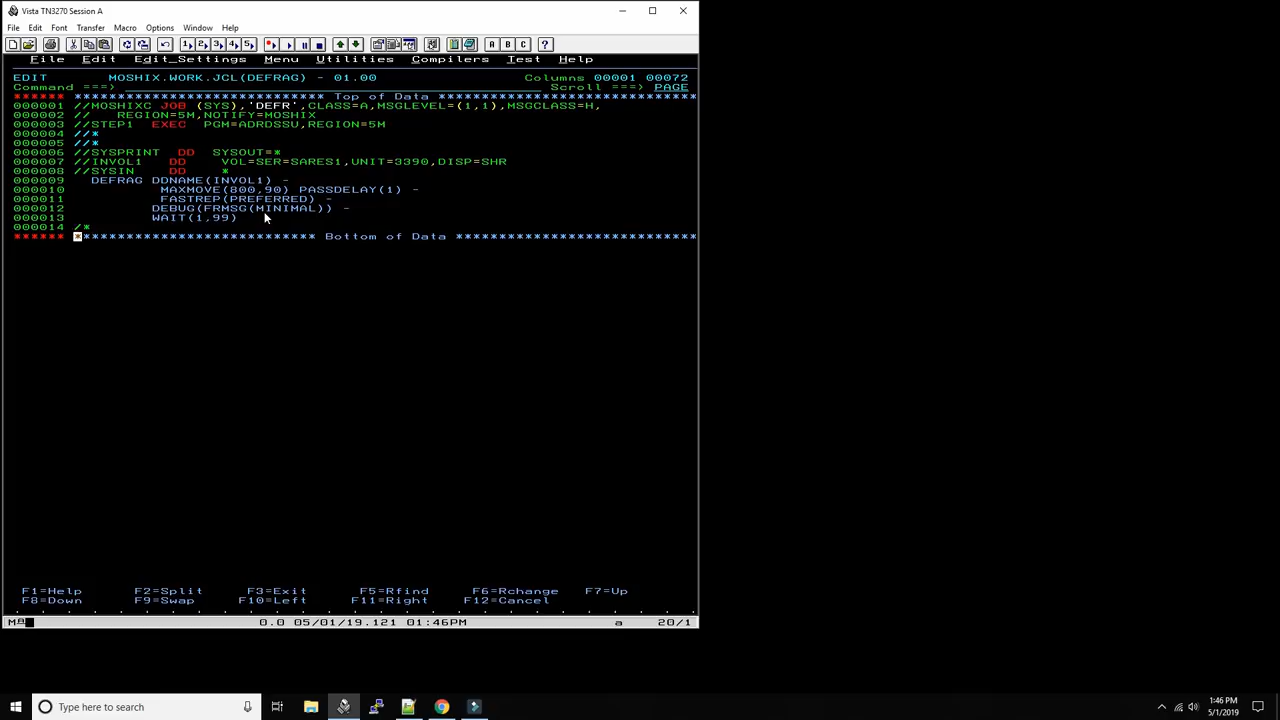 Vista TN3270 Session A
File Edit Font Transfer Macro Options Window Help
1 2 3 4 5 A B C ?
File Edit Edit_Settings Menu Utilities Compilers Test Help
EDIT MOSHIX.WORK.JCL(DEFRAG) - 01.00 Columns 00001 00072
Command ===> Scroll ===> PAGE
****** **************************** Top of Data ******************************
000001 //MOSHIXC JOB (SYS),'DEFR',CLASS=A,MSGLEVEL=(1,1),MSGCLASS=H,
000002 // REGION=5M,NOTIFY=MOSHIX
000003 //STEP1 EXEC PGM=ADRDSSU,REGION=5M
000004 //*
000005 //*
000006 //SYSPRINT DD SYSOUT=*
000007 //INVOL1 DD VOL=SER=SARES1,UNIT=3390,DISP=SHR
000008 //SYSIN DD *
000009 DEFRAG DDNAME(INVOL1) -
000010 MAXMOVE(800,90) PASSDELAY(1) -
000011 FASTREP(PREFERRED) -
000012 DEBUG(FRMSG(MINIMAL)) -
000013 WAIT(1,99)
000014 /*
****** **************************** Bottom of Data ****************************
F1=Help F2=Split F3=Exit F5=Rfind F6=Rchange F7=Up
F8=Down F9=Swap F10=Left F11=Right F12=Cancel
0.0 05/01/19.121 01:46PM a 20/1
Type here to search
1:46 PM
5/1/2019